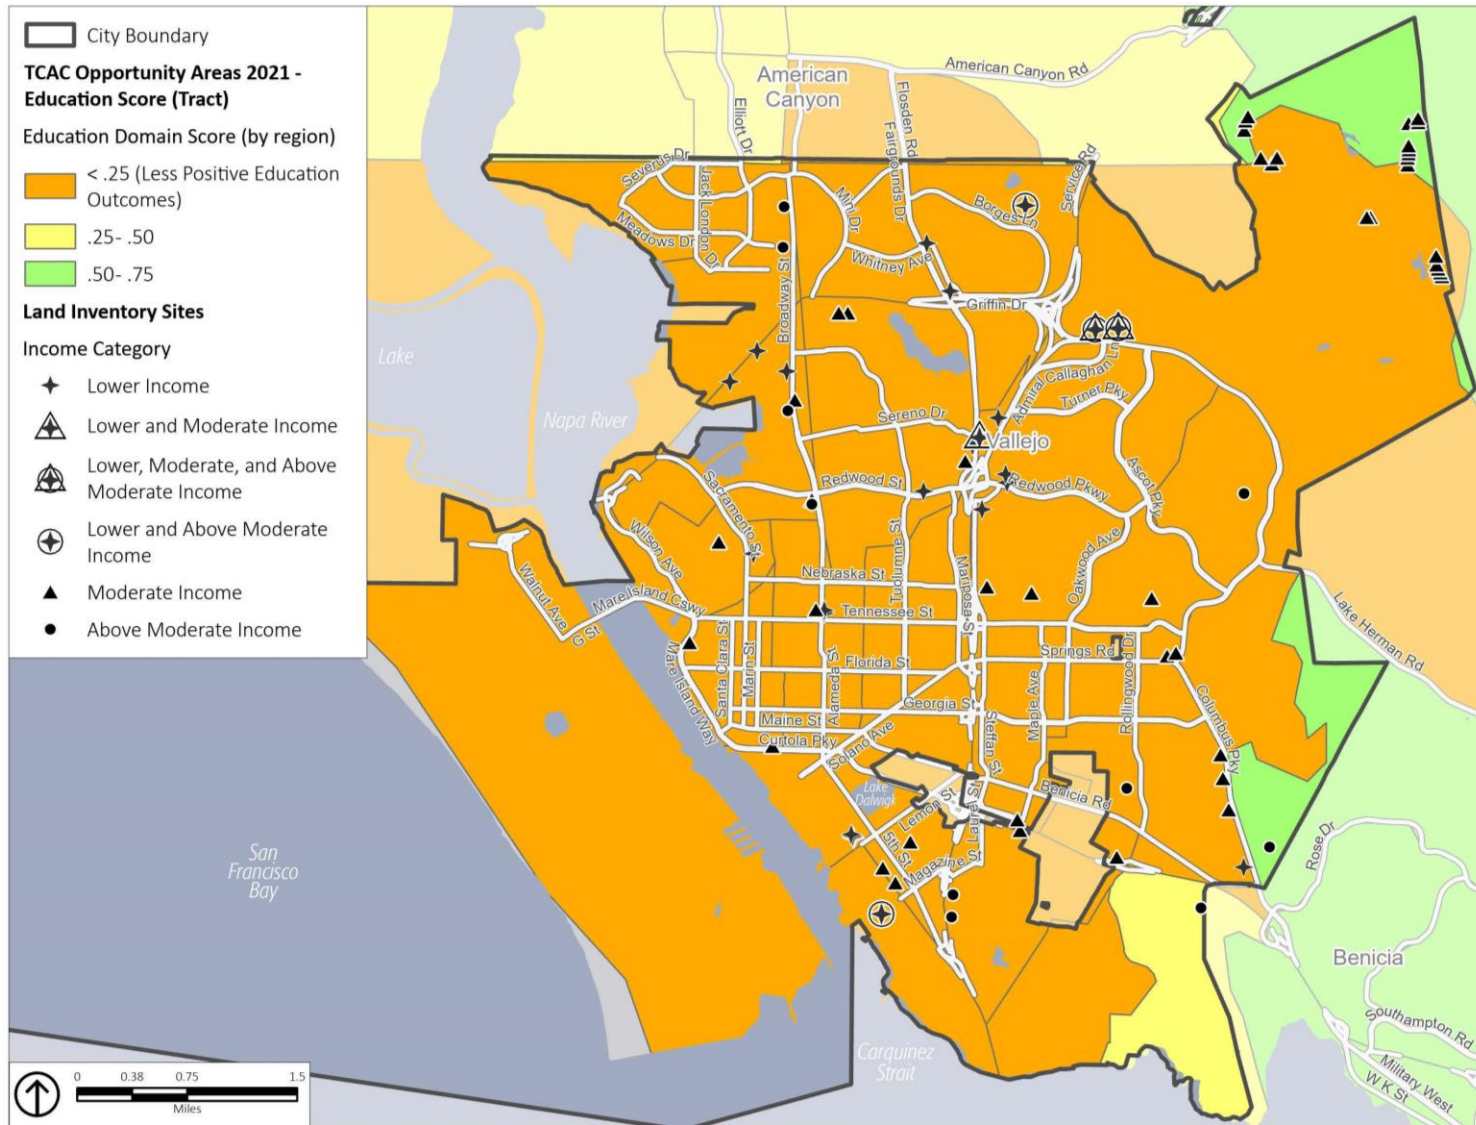 City Boundary
TCAC Opportunity Areas 2021 -
Education Score (Tract)
Education Domain Score (by region)
< .25 (Less Positive Education
Outcomes)
.25- .50
.50- .75
Land Inventory Sites
Income Category
Lower Income
Lower and Moderate Income
Lower, Moderate, and Above
Moderate Income
Lower and Above Moderate
Income
Moderate Income
Above Moderate Income
American
Canyon
American Canyon Rd
Elliott Dr
Flosden Rd
Fairgrounds Dr
Service Rd
Severus Dr
Jack London Dr
Meadows Dr
Mini Dr
Borges Ln
Whitney Ave
Broadway St
Griffin Dr
Lake
Napa River
Admiral Callaghan Ln
Turner Pky
Sereno Dr
Vallejo
Ascot Pky
Sacramento St
Redwood St
Redwood Pkwy
Wilson Ave
Tuolumne St
Mariposa St
Oakwood Ave
Nebraska St
Walnut Ave
G St
Mare Island Cswy
Tennessee St
Lake Herman Rd
Santa Clara St
Marin St
Alameda St
Florida St
Springs Rd
Rollingwood Dr
Maple Ave
Mare Island Way
Georgia St
Maine St
Curtola Pky
Solano Ave
Steffan St
Columbus Pky
Lake
Dalwigk
Lemon St
Laurel St
Benicia Rd
5th St
Magazine St
Rose Dr
San
Francisco
Bay
Benicia
Southampton Rd
Military West
W K St
Carquinez
Strait
0 0.38 0.75 1.5
Miles